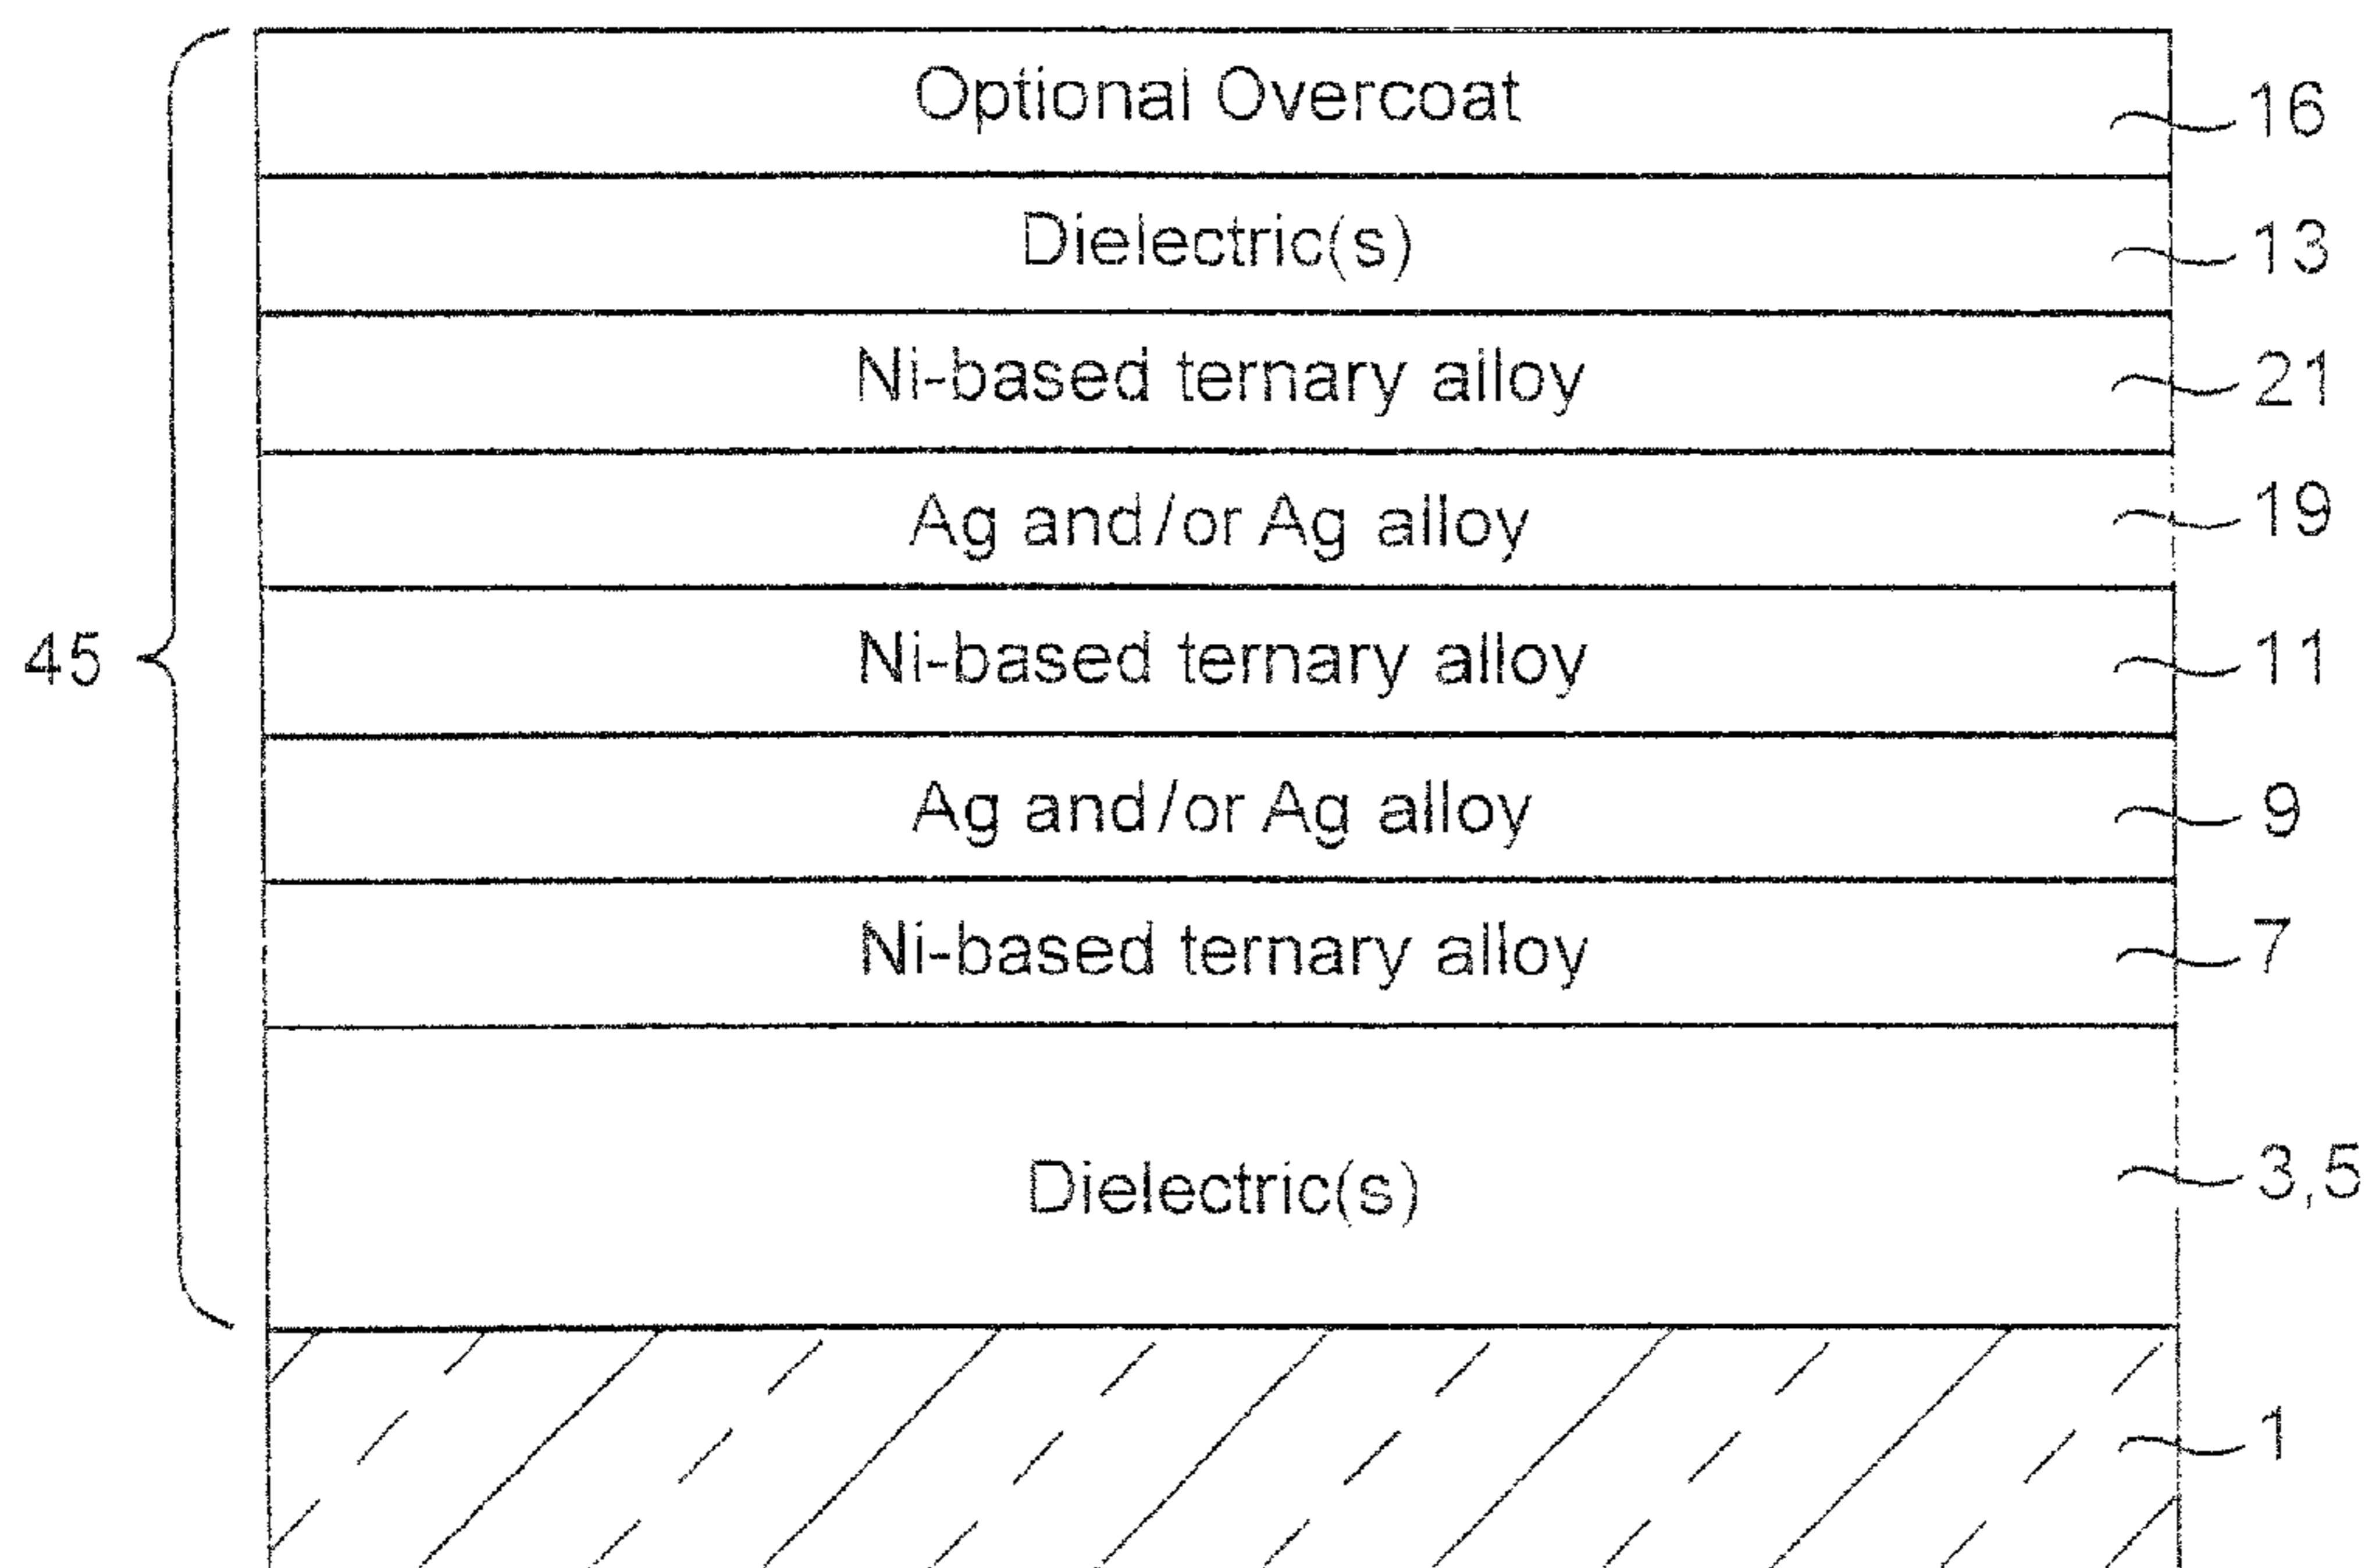 Optional Overcoat 16
Dielectric(s) 13
Ni-based ternary alloy 21
Ag and/or Ag alloy 19
45 Ni-based ternary alloy 11
Ag and/or Ag alloy 9
Ni-based ternary alloy 7
Dielectric(s) 3,5
1